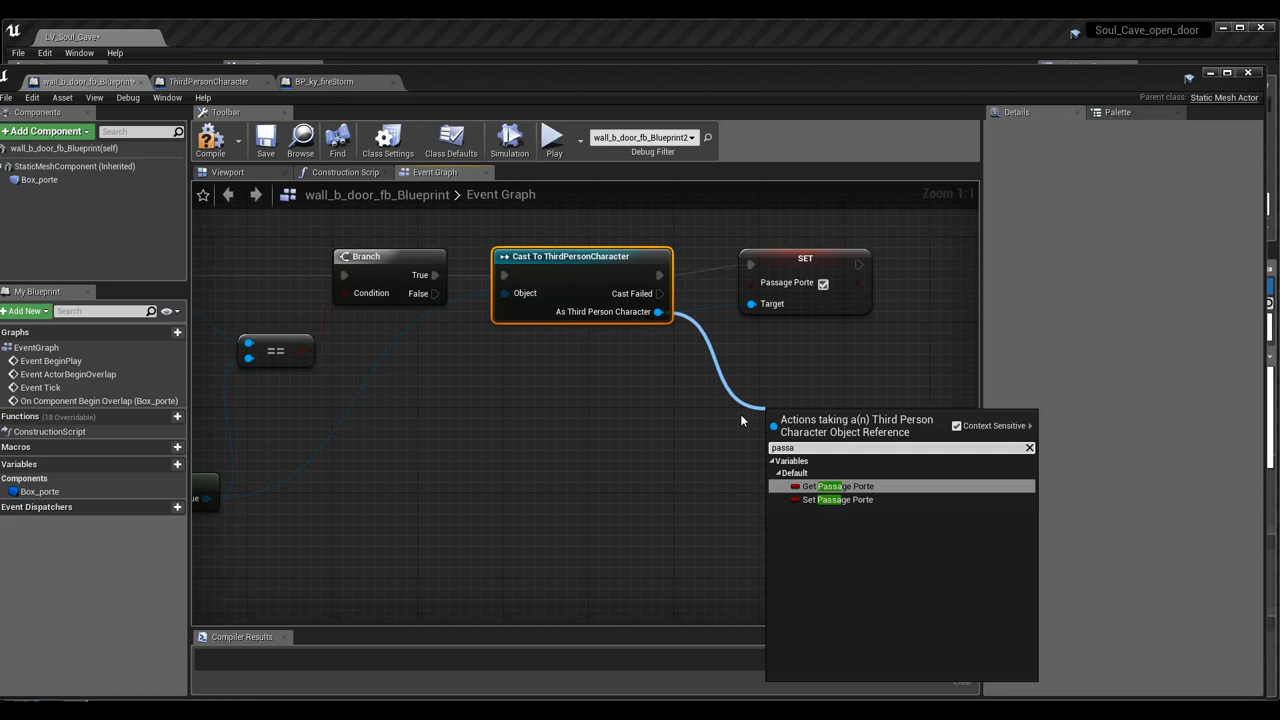 LV_Soul_Cave*
Soul_Cave_open_door
File Edit Window Help
wall_b_door_fb_Blueprint*
ThirdPersonCharacter
BP_ky_fireStorm
File Edit Asset View Debug Window Help
Parent class: Static Mesh Actor
Components
Toolbar
Details
Palette
+Add Component
Search
wall_b_door_fb_Blueprint(self)
StaticMeshComponent (Inherited)
Box_porte
Compile
Save
Browse
Find
Class Settings
Class Defaults
Simulation
Play
wall_b_door_fb_Blueprint2
Debug Filter
Viewport
Construction Scrip
Event Graph
wall_b_door_fb_Blueprint > Event Graph
Zoom 1:1
Branch
True
Condition
False
Cast To ThirdPersonCharacter
Object
Cast Failed
As Third Person Character
SET
Passage Porte
Target
==
ue
My Blueprint
+Add New
Search
Graphs
EventGraph
Event BeginPlay
Event ActorBeginOverlap
Event Tick
On Component Begin Overlap (Box_porte)
Functions (18 Overridable)
ConstructionScript
Macros
Variables
Components
Box_porte
Event Dispatchers
Actions taking a(n) Third Person
Character Object Reference
Context Sensitive
passa
Variables
Default
Get Passage Porte
Set Passage Porte
Compiler Results
Clear